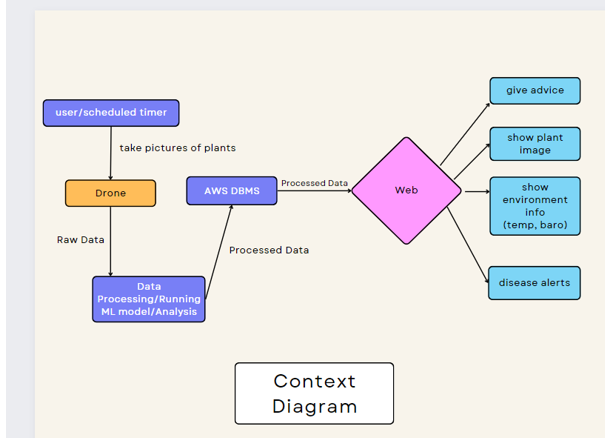 user/scheduled timer
take pictures of plants
Drone
Raw Data
Data
Processing/Running
ML model/Analysis
Processed Data
AWS DBMS
Processed Data
Web
give advice
show plant
image
show
environment
info
(temp, baro)
disease alerts
Context
Diagram